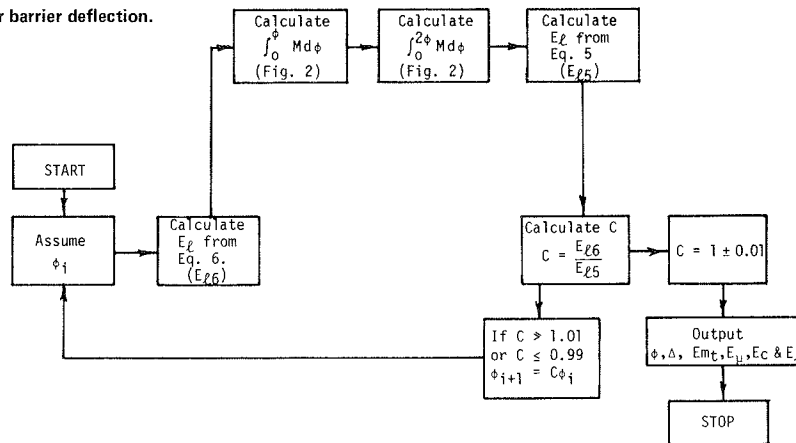 r barrier deflection.
Calculate
∫₀^ϕ Mdϕ
(Fig. 2)
Calculate
∫₀^2ϕ Mdϕ
(Fig. 2)
Calculate
Eℓ from
Eq. 5
(Eℓ5)
START
Assume
ϕi
Calculate
Eℓ from
Eq. 6.
(Eℓ6)
Calculate C
C = Eℓ6/Eℓ5
C = 1 ± 0.01
If C ≥ 1.01
or C ≤ 0.99
ϕi+1 = Cϕi
Output
ϕ,Δ, Emt,Eμ,Ec & E
STOP